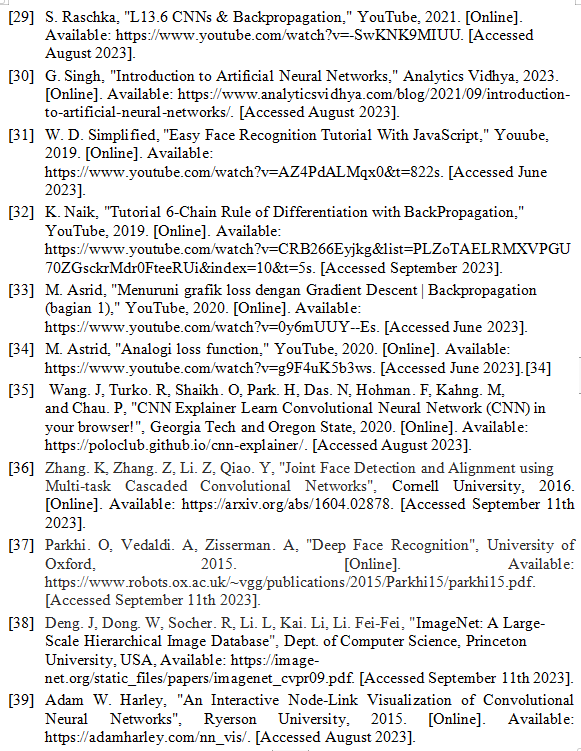 [29] S. Raschka, "L13.6 CNNs & Backpropagation," YouTube, 2021. [Online].
Available: https://www.youtube.com/watch?v=-SwKNK9MIUU. [Accessed
August 2023].
[30] G. Singh, "Introduction to Artificial Neural Networks," Analytics Vidhya, 2023.
[Online]. Available: https://www.analyticsvidhya.com/blog/2021/09/introduction-
to-artificial-neural-networks/. [Accessed August 2023].
[31] W. D. Simplified, "Easy Face Recognition Tutorial With JavaScript," Youube,
2019. [Online]. Available:
https://www.youtube.com/watch?v=AZ4PdALMqx0&t=822s. [Accessed June
2023].
[32] K. Naik, "Tutorial 6-Chain Rule of Differentiation with BackPropagation,"
YouTube, 2019. [Online]. Available:
https://www.youtube.com/watch?v=CRB266Eyjkg&list=PLZoTAELRMXVPGU
70ZGsckrMdr0FteeRUi&index=10&t=5s. [Accessed September 2023].
[33] M. Asrid, "Menuruni grafik loss dengan Gradient Descent | Backpropagation
(bagian 1)," YouTube, 2020. [Online]. Available:
https://www.youtube.com/watch?v=0y6mUUY--Es. [Accessed June 2023].
[34] M. Astrid, "Analogi loss function," YouTube, 2020. [Online]. Available:
https://www.youtube.com/watch?v=g9F4uK5b3ws. [Accessed June 2023].[34]
[35] Wang. J, Turko. R, Shaikh. O, Park. H, Das. N, Hohman. F, Kahng. M,
and Chau. P, "CNN Explainer Learn Convolutional Neural Network (CNN) in
your browser!", Georgia Tech and Oregon State, 2020. [Online]. Available:
https://poloclub.github.io/cnn-explainer/. [Accessed August 2023].
[36] Zhang. K, Zhang. Z, Li. Z, Qiao. Y, "Joint Face Detection and Alignment using
Multi-task Cascaded Convolutional Networks", Cornell University, 2016.
[Online]. Available: https://arxiv.org/abs/1604.02878. [Accessed September 11th
2023].
[37] Parkhi. O, Vedaldi. A, Zisserman. A, "Deep Face Recognition", University of
Oxford, 2015. [Online]. Available:
https://www.robots.ox.ac.uk/~vgg/publications/2015/Parkhi15/parkhi15.pdf.
[Accessed September 11th 2023].
[38] Deng. J, Dong. W, Socher. R, Li. L, Kai. Li, Li. Fei-Fei, "ImageNet: A Large-
Scale Hierarchical Image Database", Dept. of Computer Science, Princeton
University, USA, Available: https://image-
net.org/static_files/papers/imagenet_cvpr09.pdf. [Accessed September 11th 2023].
[39] Adam W. Harley, "An Interactive Node-Link Visualization of Convolutional
Neural Networks", Ryerson University, 2015. [Online]. Available:
https://adamharley.com/nn_vis/. [Accessed August 2023].